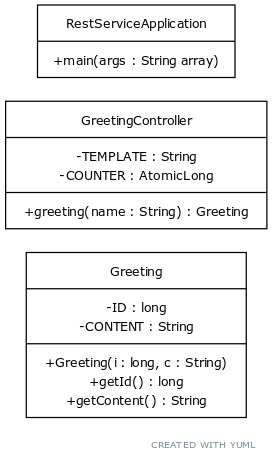 RestServiceApplication
+main(args : String array)
GreetingController
-TEMPLATE : String
-COUNTER : AtomicLong
+greeting(name : String) : Greeting
Greeting
-ID : long
-CONTENT : String
+Greeting(i : long, c : String)
+getId() : long
+getContent() : String
CREATED WITH YUML